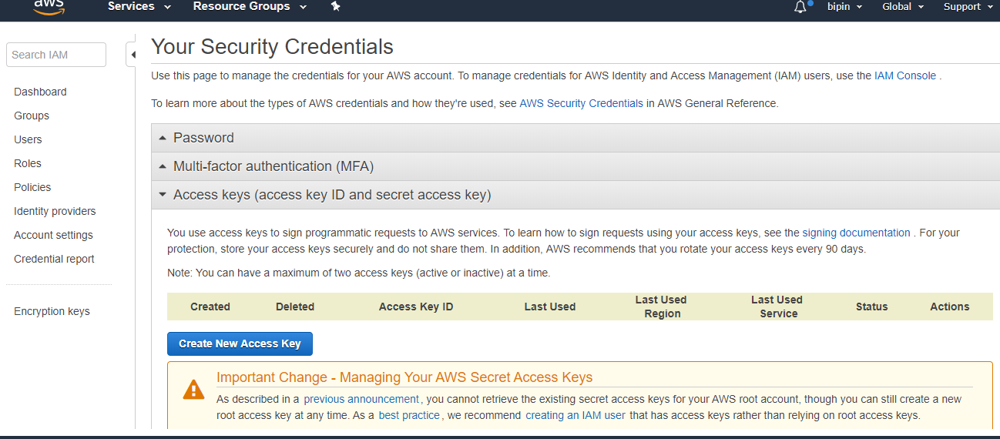 aws Services Resource Groups bipin Global Support
Search IAM
Dashboard
Groups
Users
Roles
Policies
Identity providers
Account settings
Credential report
Encryption keys
Your Security Credentials
Use this page to manage the credentials for your AWS account. To manage credentials for AWS Identity and Access Management (IAM) users, use the IAM Console .
To learn more about the types of AWS credentials and how they're used, see AWS Security Credentials in AWS General Reference.
Password
Multi-factor authentication (MFA)
Access keys (access key ID and secret access key)
You use access keys to sign programmatic requests to AWS services. To learn how to sign requests using your access keys, see the signing documentation . For your
protection, store your access keys securely and do not share them. In addition, AWS recommends that you rotate your access keys every 90 days.
Note: You can have a maximum of two access keys (active or inactive) at a time.
Created Deleted Access Key ID Last Used Last Used Region Last Used Service Status Actions
Create New Access Key
Important Change - Managing Your AWS Secret Access Keys
As described in a previous announcement , you cannot retrieve the existing secret access keys for your AWS root account, though you can still create a new
root access key at any time. As a best practice , we recommend creating an IAM user that has access keys rather than relying on root access keys.